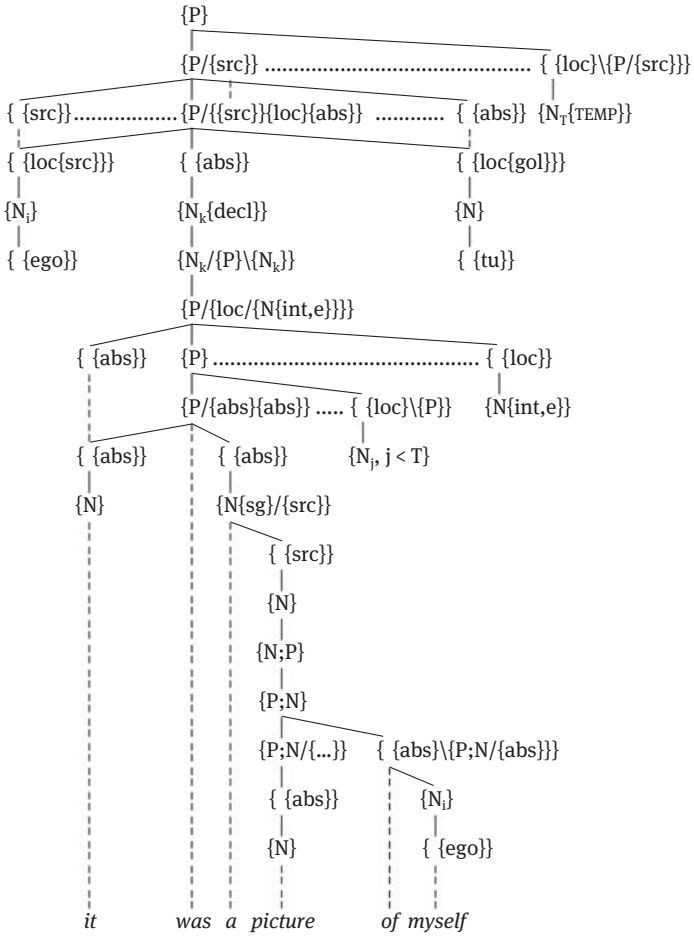 {P}
{P/{src}} ........................................... { {loc}\{P/{src}}}
{ {src}}..................{P/{{src}}{loc}{abs}} ............ { {abs}} {N_T{TEMP}}
{ {loc{src}}} { {abs}} { {loc{gol}}}
{N_i} {N_k{decl}} {N}
{ {ego}} {N_k/{P}\{N_k}} { {tu}}
{P/{loc/{N{int,e}}}}
{ {abs}} {P} .............................................. { {loc}}
{P/{abs}{abs}} ..... { {loc}\{P}} {N{int,e}}
{ {abs}} { {abs}} {N_j, j < T}
{N} {N{sg}/{src}}
{ {src}}
{N}
{N;P}
{P;N}
{P;N/{...}} { {abs}\{P;N/{abs}}}
{ {abs}} {N_i}
{N} { {ego}}
it was a picture of myself